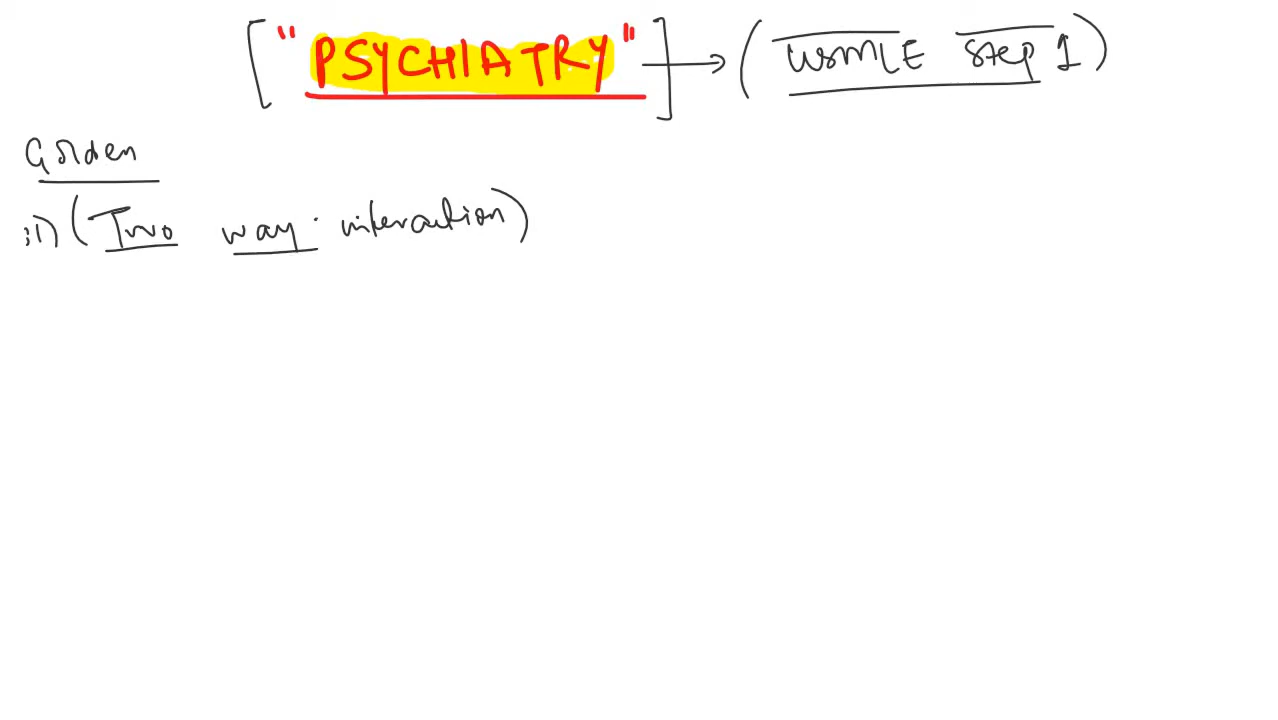 [ "PSYCHIATRY" ] → (USMLE Step 1)
Golden
:1) (Two way interaction)